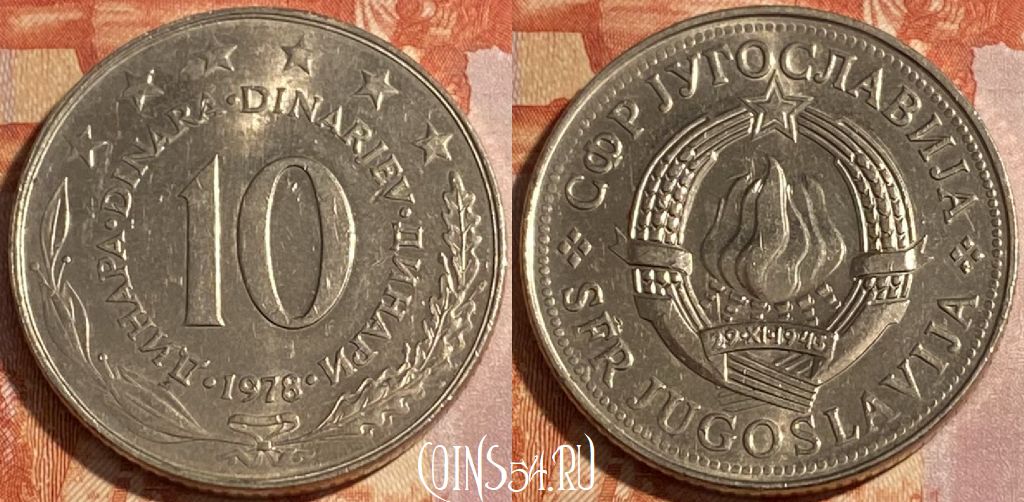 ДИНАРА·DINARA·DINARJEV·ДИНАРИ
10
·1978·
СФР ЈУГОСЛАВИЈА
29·XI·1943
SFR JUGOSLAVIJA
COINS54.RU